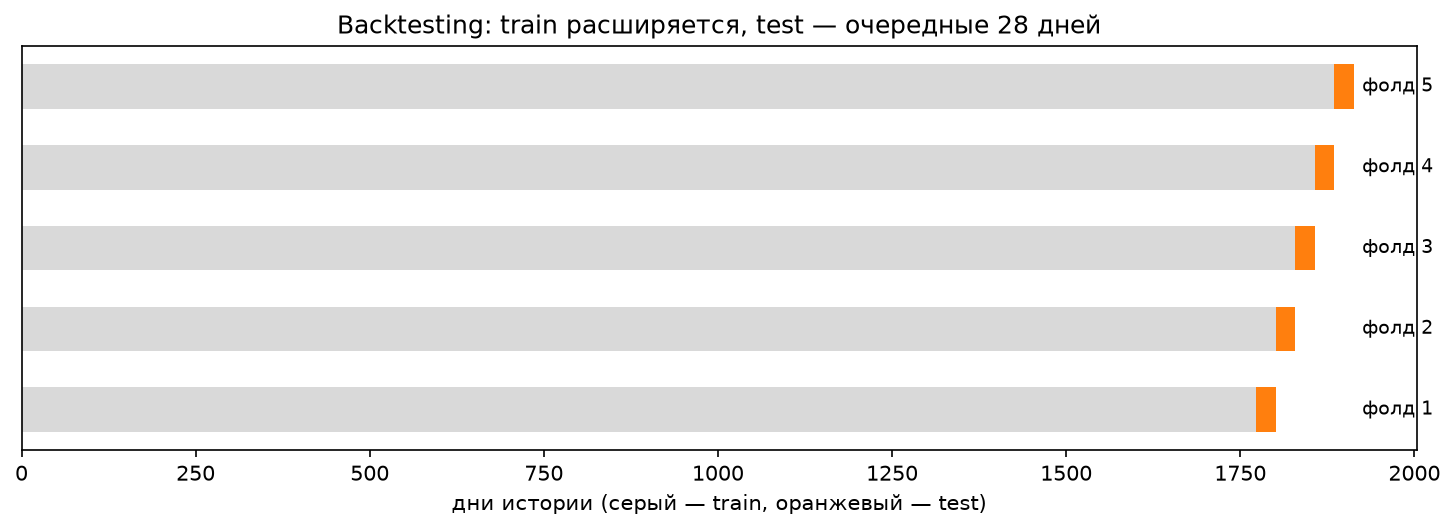 Backtesting: train расширяется, test — очередные 28 дней
фолд 5
фолд 4
фолд 3
фолд 2
фолд 1
0 250 500 750 1000 1250 1500 1750 2000
дни истории (серый — train, оранжевый — test)